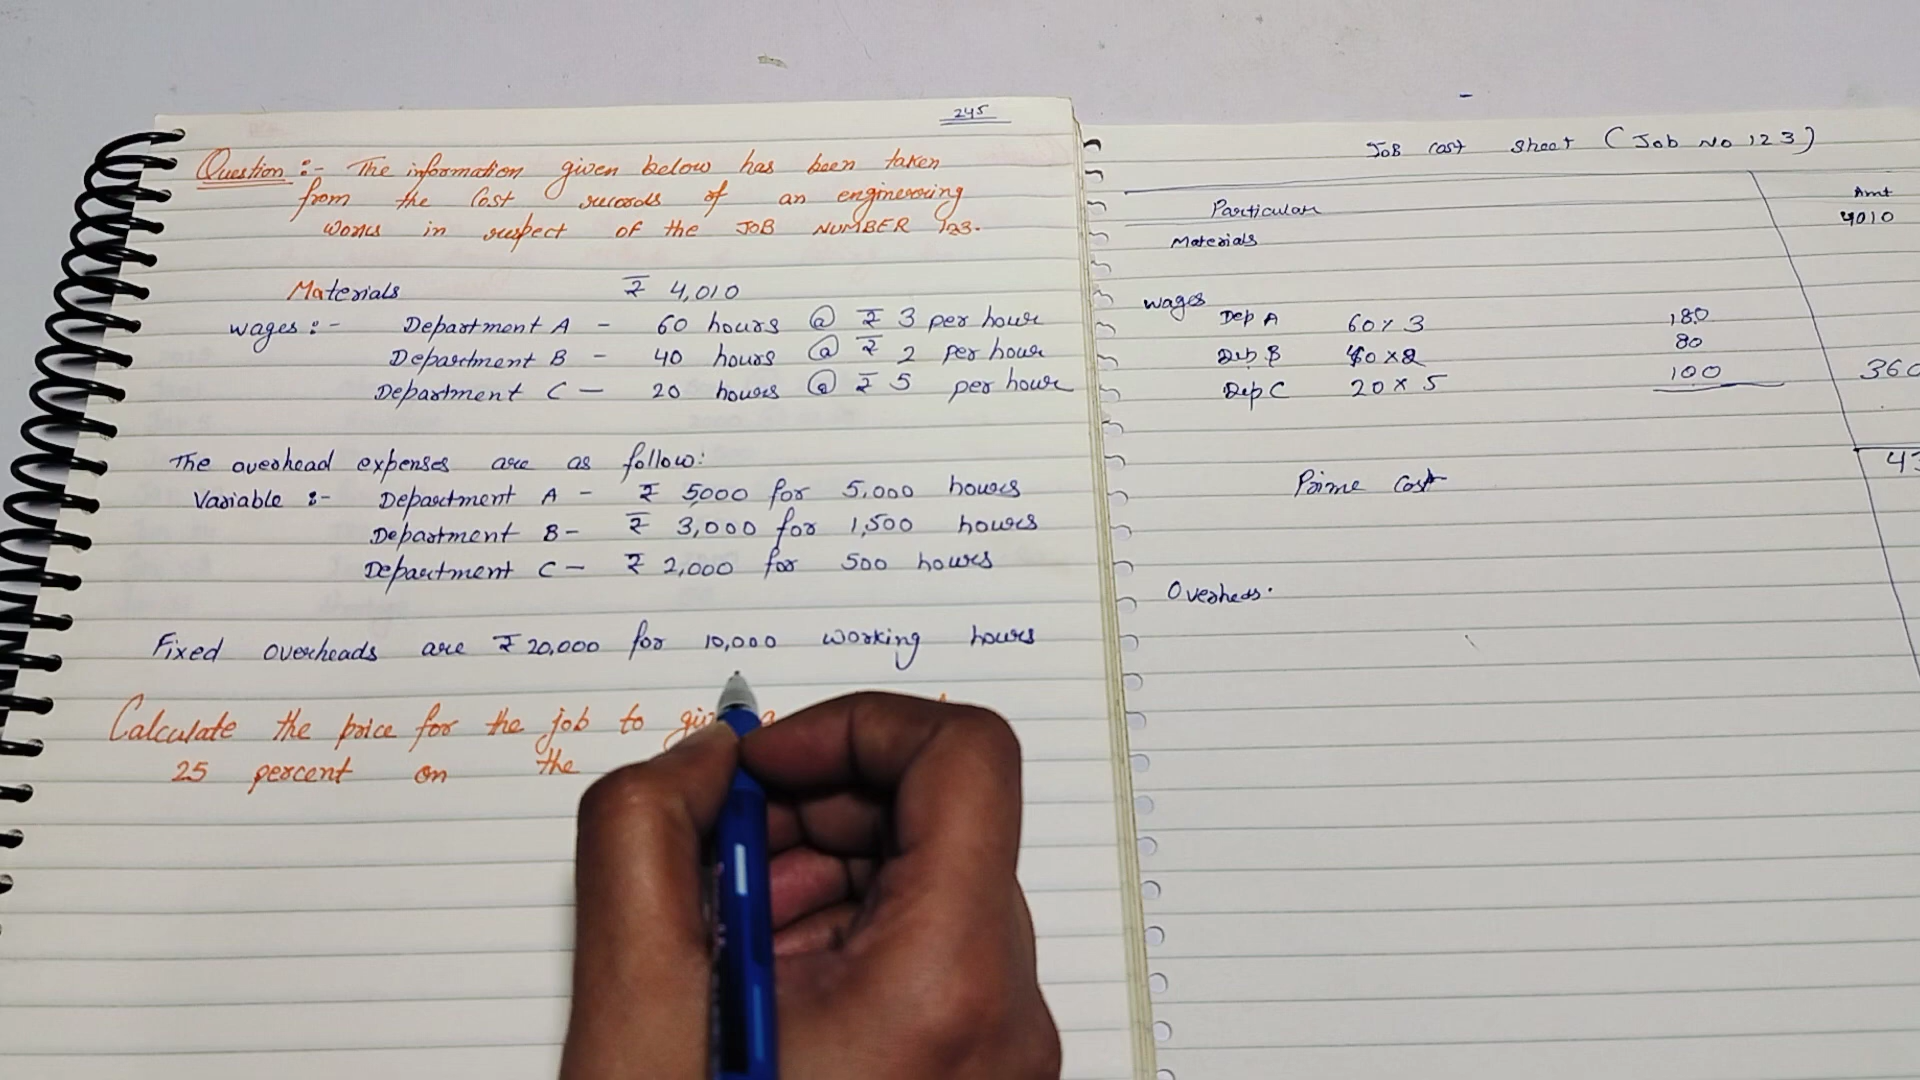 245
Question :- The information given below has been taken
from the Cost records of an engineering
works in respect of the JOB NUMBER 123.
Materials ₹ 4,010
wages :- Department A - 60 hours @ ₹ 3 per hour
Department B - 40 hours @ ₹ 2 per hour
Department C - 20 hours @ ₹ 5 per hour
The overhead expenses are as follow:
Variable :- Department A - ₹ 5000 for 5,000 hours
Department B- ₹ 3,000 for 1,500 hours
Department C - ₹ 2,000 for 500 hours
Fixed overheads are ₹ 20,000 for 10,000 working hours
Calculate the price for the job to
25 percent on the
JOB Cost Sheet (Job No 123)
Particulars Amt
Materials 4010
wages
Dep A 60 x 3 180
Dep B 40 x 2 80
Dep C 20 x 5 100 360
Prime Cost
Overheds.